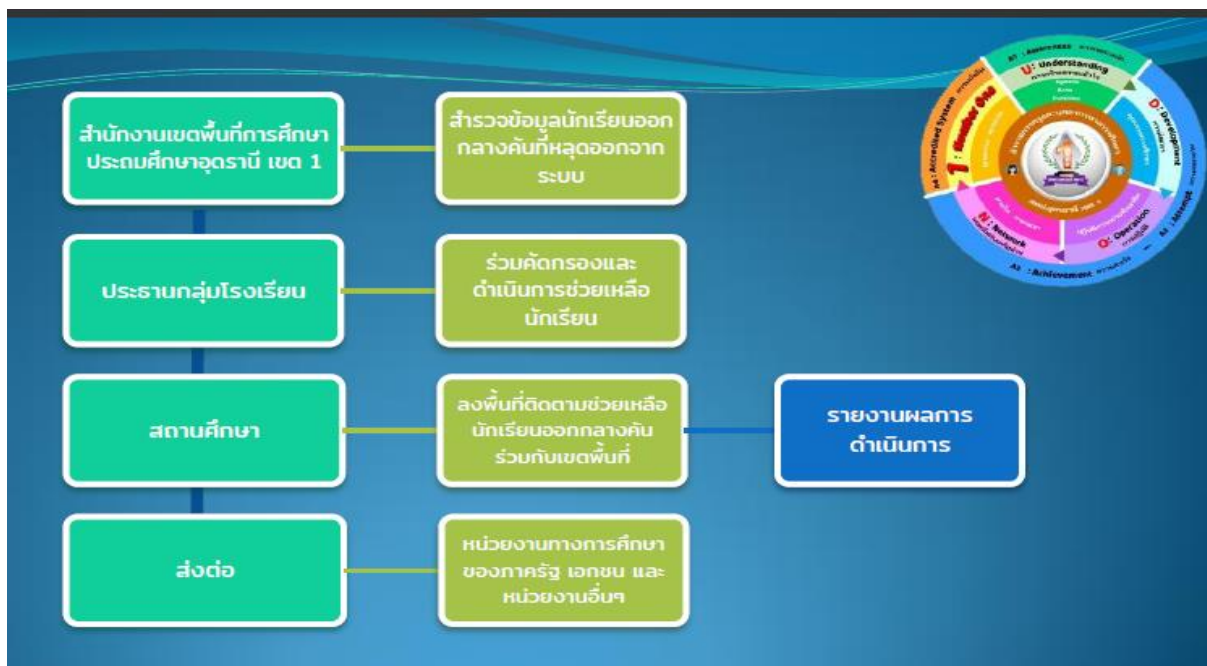 สำนักงานเขตพื้นที่การศึกษา
ประถมศึกษาอุดรานี เขต 1
สำรวจข้อมูลนักเรียนออก
กลางคันที่หลุดออกจาก
ระบบ
ประธานกลุ่มโรงเรียน
ร่วมคัดกรองและ
ดำเนินการช่วยเหลือ
นักเรียน
สถานศึกษา
ลงพื้นที่ติดตามช่วยเหลือ
นักเรียนออกกลางคัน
ร่วมกับเขตพื้นที่
รายงานผลการ
ดำเนินการ
ส่งต่อ
หน่วยงานทางการศึกษา
ของภาครัฐ เอกชน และ
หน่วยงานอื่นๆ
A1 : Awareness
U: Understanding
D: Development
A2 : Attempt
O: Operation
A3 : Achievement
N: Network
A4 : Accredited System
1 : Number One